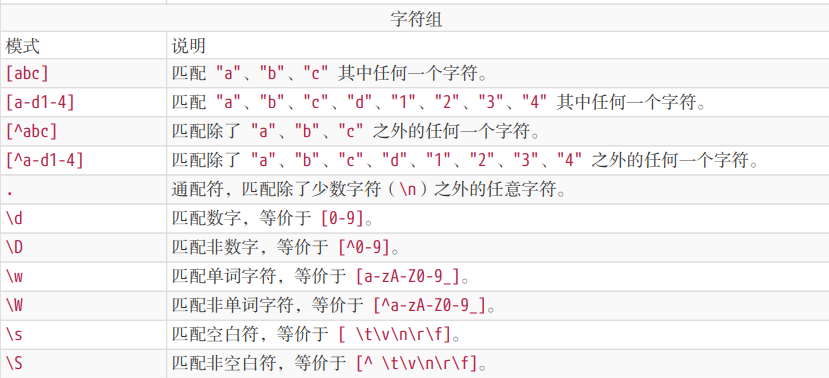 字符组
模式 说明
[abc] 匹配 "a"、"b"、"c" 其中任何一个字符。
[a-d1-4] 匹配 "a"、"b"、"c"、"d"、"1"、"2"、"3"、"4" 其中任何一个字符。
[^abc] 匹配除了 "a"、"b"、"c" 之外的任何一个字符。
[^a-d1-4] 匹配除了 "a"、"b"、"c"、"d"、"1"、"2"、"3"、"4" 之外的任何一个字符。
. 通配符，匹配除了少数字符（\n）之外的任意字符。
\d 匹配数字，等价于 [0-9]。
\D 匹配非数字，等价于 [^0-9]。
\w 匹配单词字符，等价于 [a-zA-Z0-9_]。
\W 匹配非单词字符，等价于 [^a-zA-Z0-9_]。
\s 匹配空白符，等价于 [ \t\v\n\r\f]。
\S 匹配非空白符，等价于 [^ \t\v\n\r\f]。